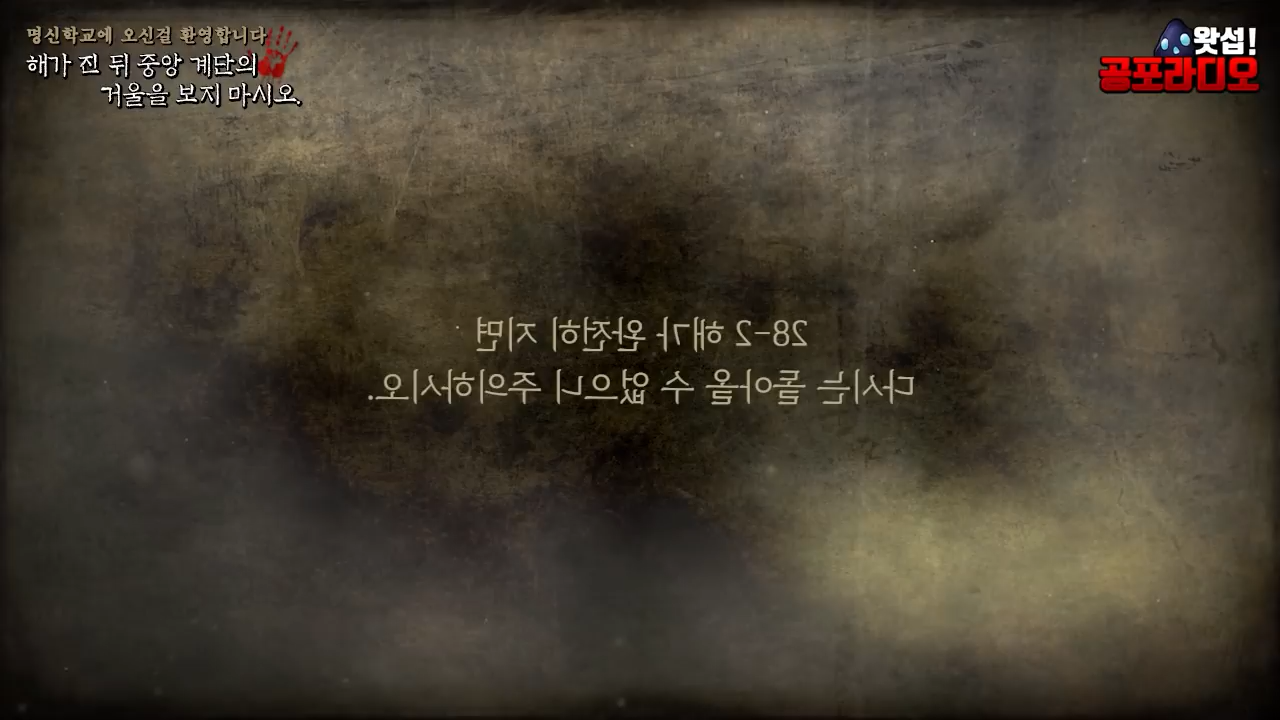 명신학교에 오신걸 환영합니다
해가 진 뒤 중앙 계단의
거울을 보지 마시오.
왓섭!
공포라디오
28-2 해가 완전히 지면
다시는 돌아올 수 없으니 주의하시오.